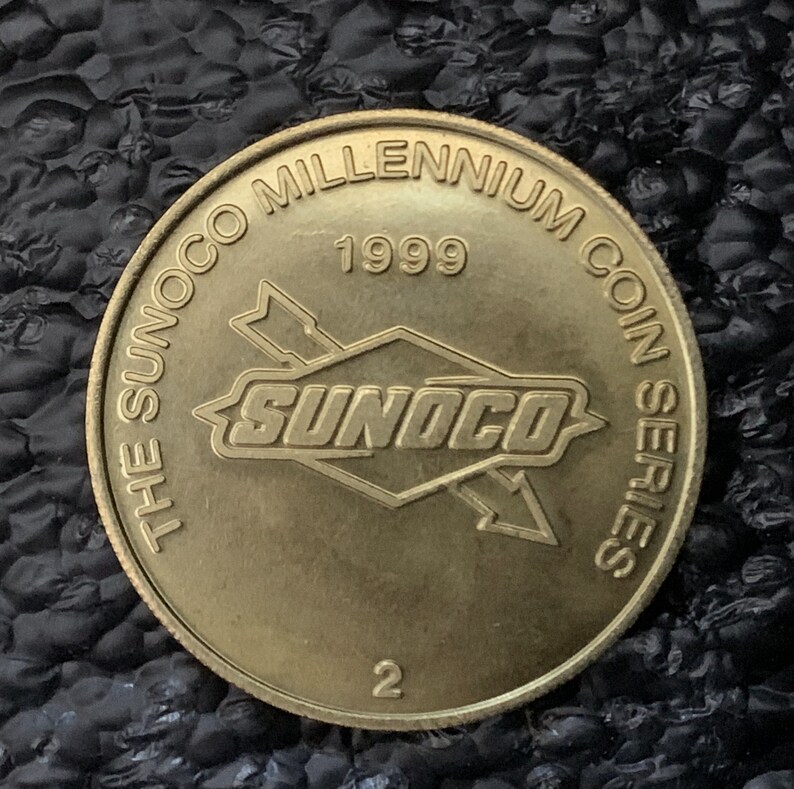 THE SUNOCO MILLENNIUM COIN SERIES
1999
SUNOCO
2